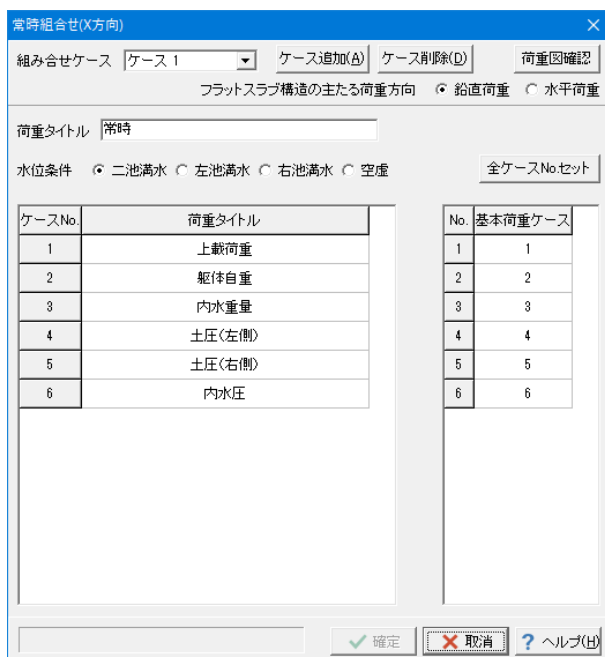 常時組合せ(X方向)
組み合せケース ケース 1 ケース追加(A) ケース削除(D) 荷重図確認
フラットスラブ構造の主たる荷重方向 鉛直荷重 水平荷重
荷重タイトル 常時
水位条件 二池満水 左池満水 右池満水 空虚 全ケースNo.セット
ケースNo. 荷重タイトル No. 基本荷重ケース
1 上載荷重 1 1
2 躯体自重 2 2
3 内水重量 3 3
4 土圧(左側) 4 4
5 土圧(右側) 5 5
6 内水圧 6 6
確定 取消 ? ヘルプ(H)